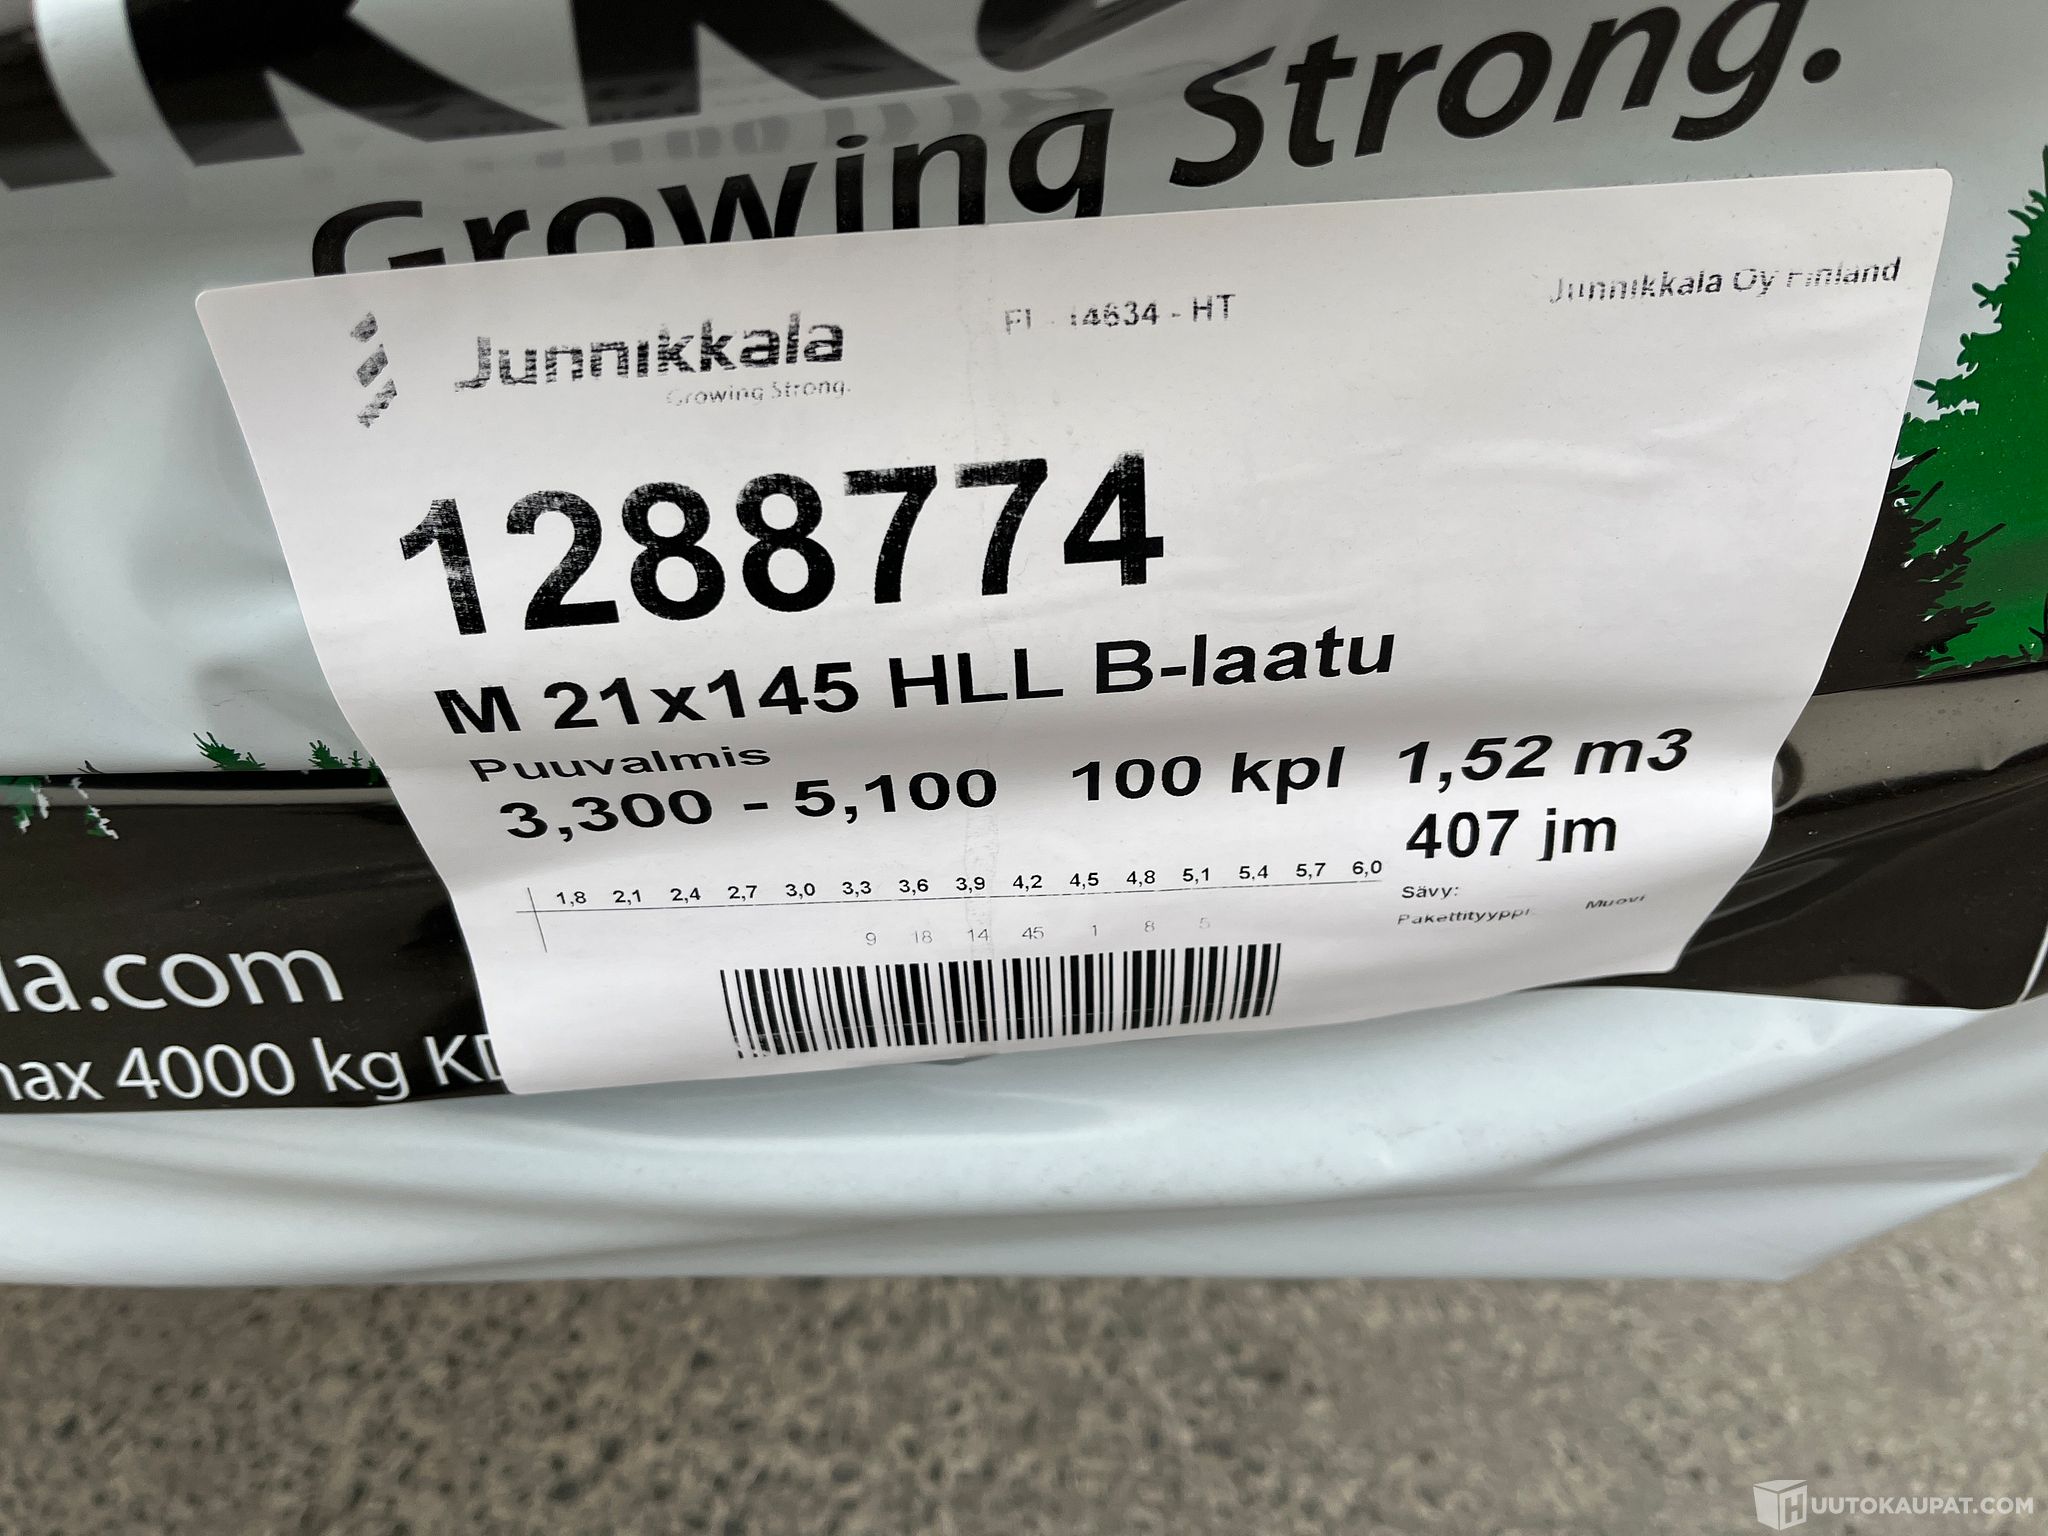 Growing Strong.
Junnikkala
Growing Strong.
FI - 14634 - HT
Junnikkala Oy Finland
1288774
M 21x145 HLL B-laatu
Puuvalmis
3,300 - 5,100 100 kpl 1,52 m3
407 jm
1,8 2,1 2,4 2,7 3,0 3,3 3,6 3,9 4,2 4,5 4,8 5,1 5,4 5,7 6,0
9 18 14 45 1 8 5
Sävy:
Pakettityyppi: Muovi
la.com
max 4000 kg KD
HUUTOKAUPAT.COM